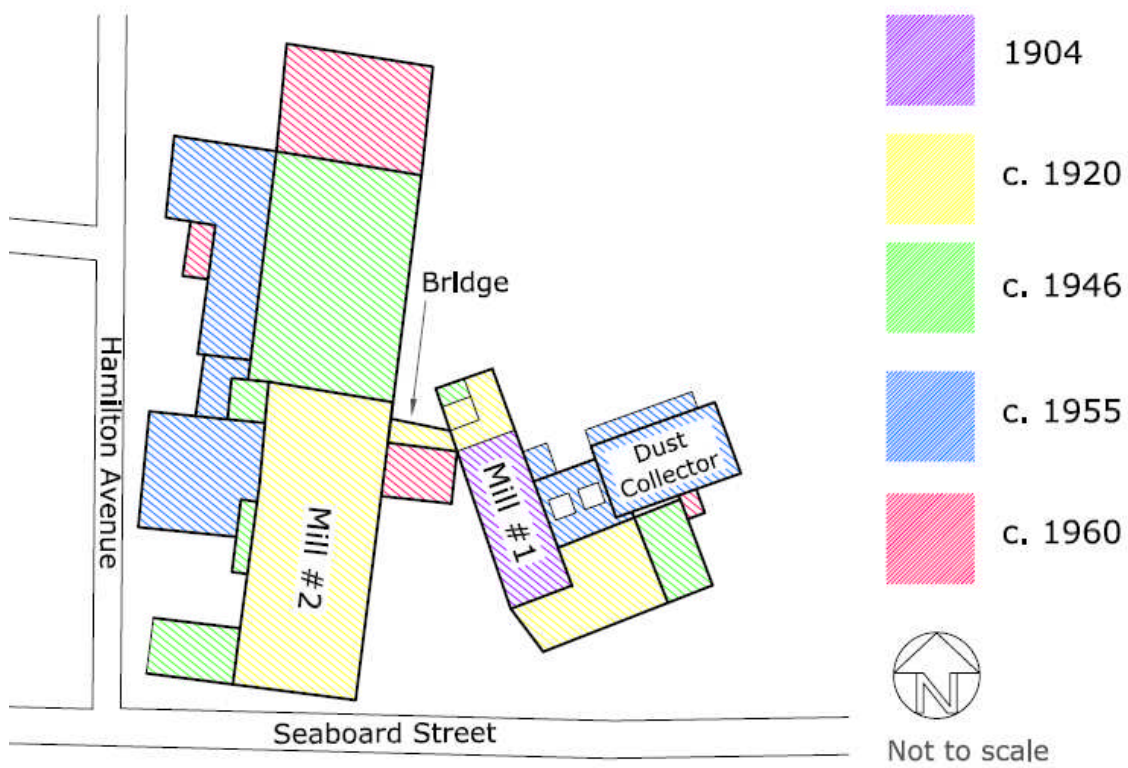 1904
c. 1920
c. 1946
c. 1955
c. 1960
Bridge
Hamilton Avenue
Dust
Collector
Mill #1
Mill #2
Seaboard Street
N
Not to scale